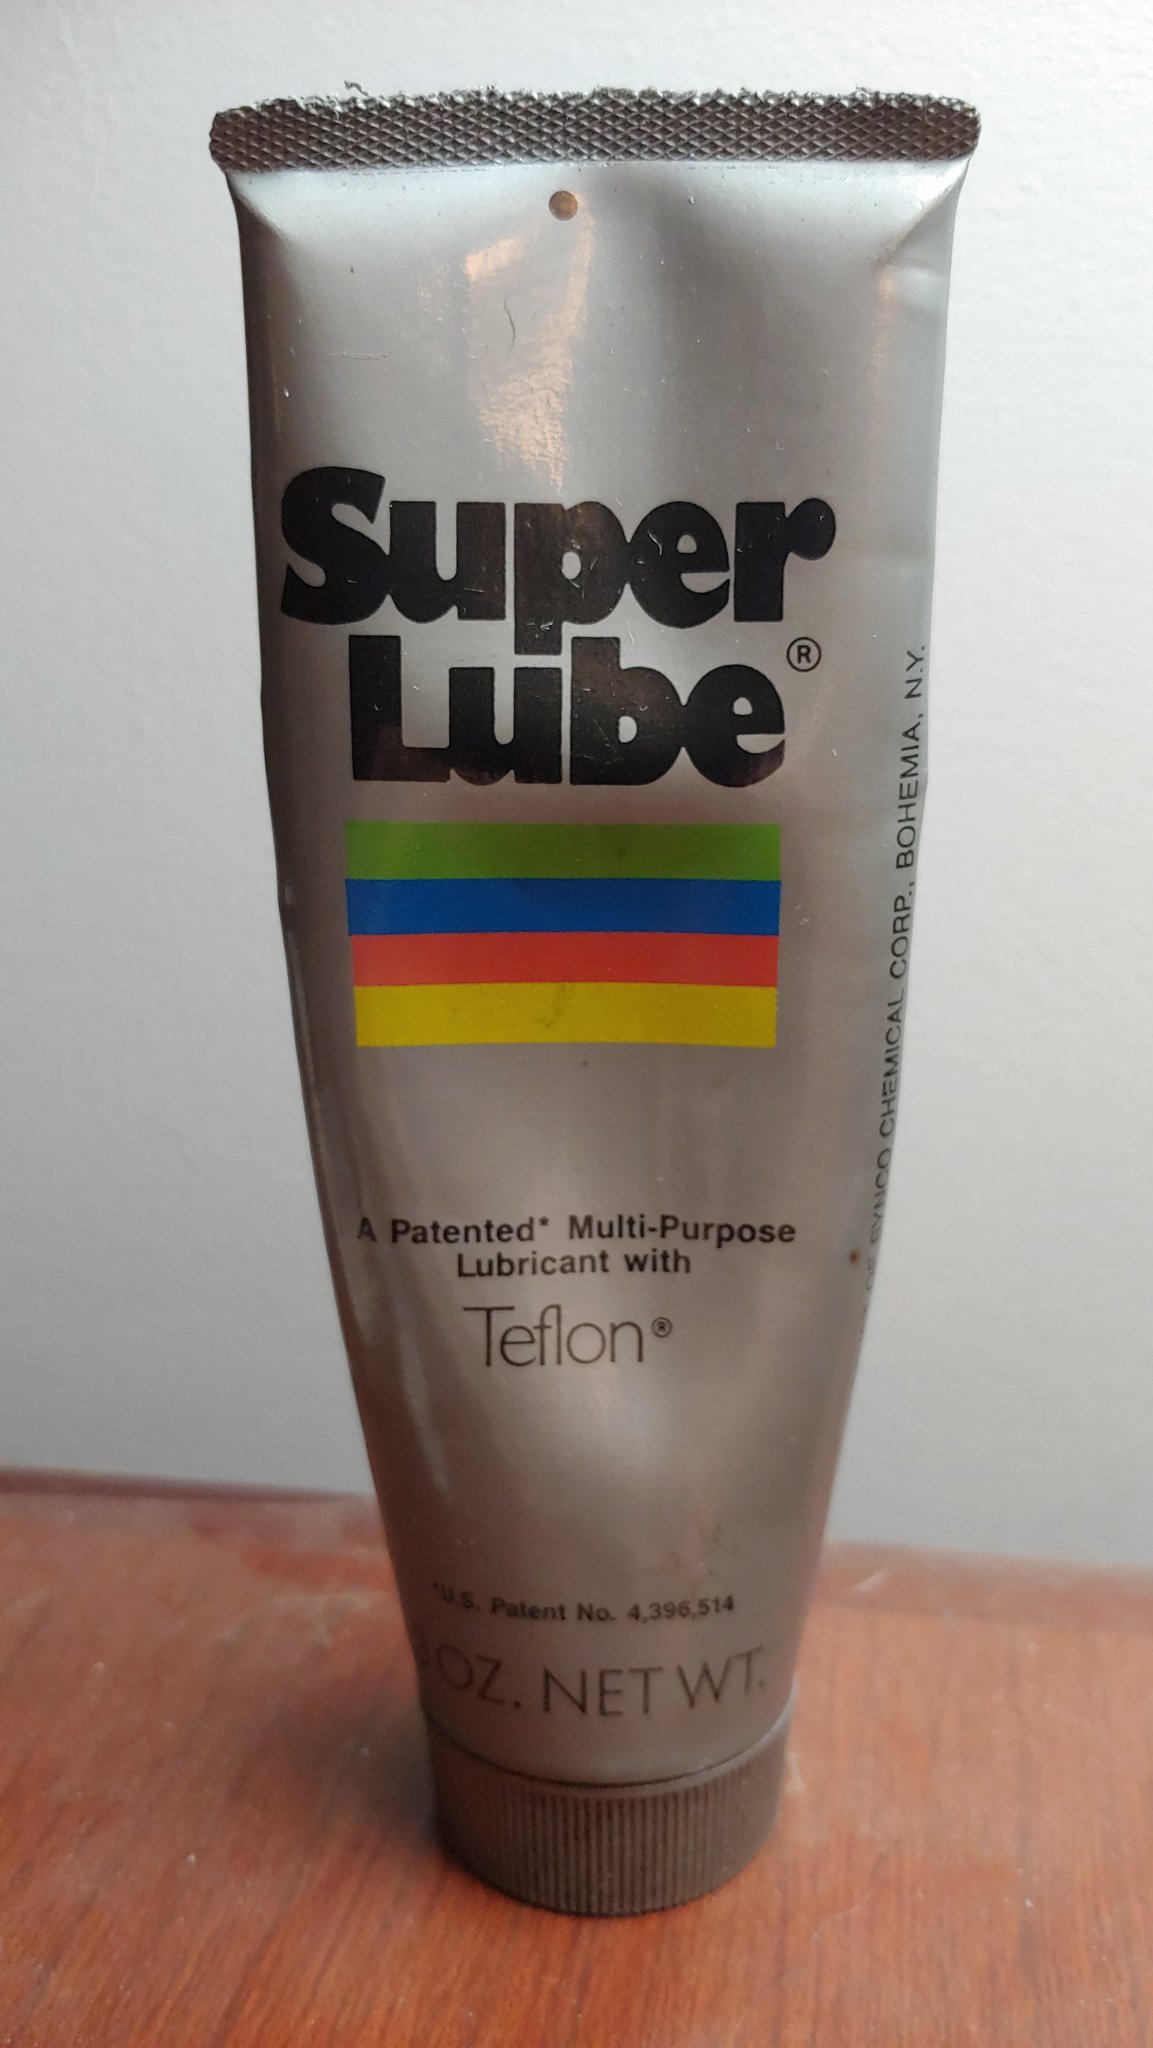 Super
Lube®
A Patented* Multi-Purpose
Lubricant with
Teflon®
*U.S. Patent No. 4,396,514
OZ. NET WT.
SYNCO CHEMICAL CORP., BOHEMIA, N.Y.